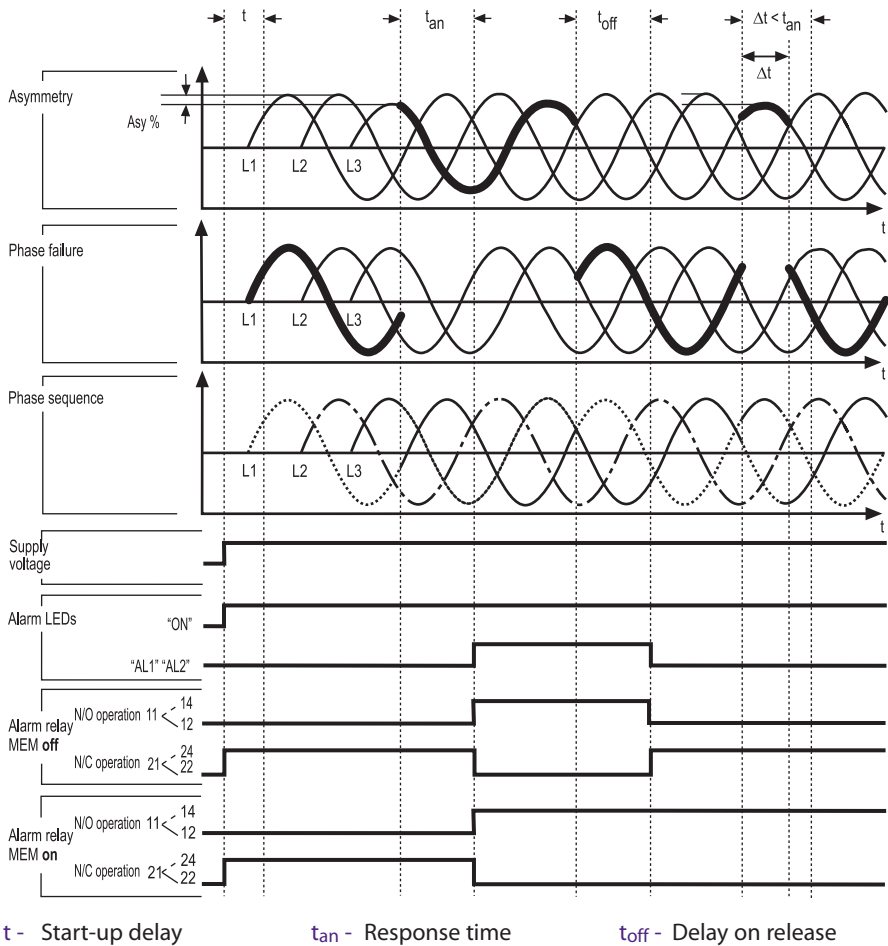 t tan toff Δt < tan
Δt
Asymmetry
Asy %
L1 L2 L3
t
Phase failure
L1 L2 L3
t
Phase sequence
L1 L2 L3
t
Supply
voltage
Alarm LEDs
“ON”
“AL1” “AL2”
Alarm relay
MEM off
N/O operation 11 14
12
N/C operation 21 24
22
Alarm relay
MEM on
N/O operation 11 14
12
N/C operation 21 24
22
t - Start-up delay tan - Response time toff - Delay on release